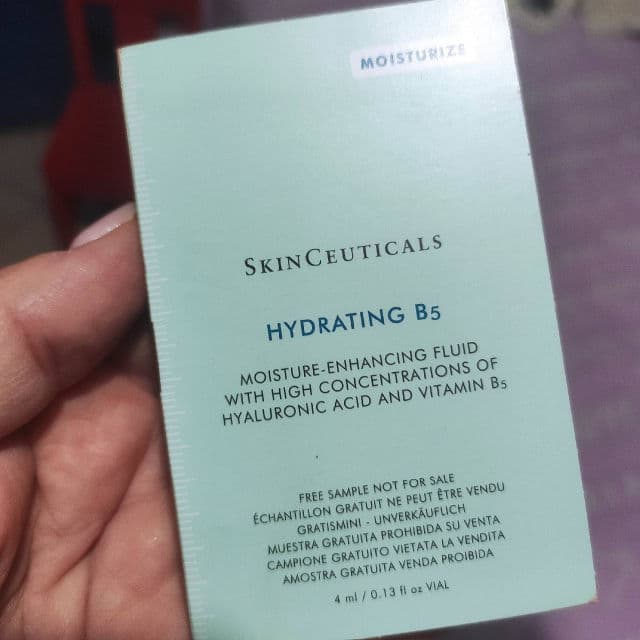 MOISTURIZE
SKINCEUTICALS
HYDRATING B5
MOISTURE-ENHANCING FLUID
WITH HIGH CONCENTRATIONS OF
HYALURONIC ACID AND VITAMIN B5
FREE SAMPLE NOT FOR SALE
ÉCHANTILLON GRATUIT NE PEUT ÊTRE VENDU
GRATISMINI - UNVERKÄUFLICH
MUESTRA GRATUITA PROHIBIDA SU VENTA
CAMPIONE GRATUITO VIETATA LA VENDITA
AMOSTRA GRATUITA VENDA PROIBIDA
4 ml / 0.13 fl oz VIAL